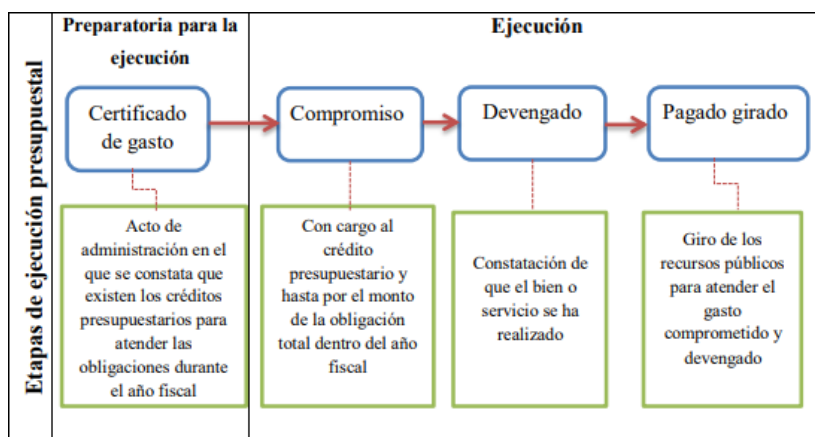 Etapas de ejecución presupuestal
Preparatoria para la
ejecución
Ejecución
Certificado
de gasto
Compromiso
Devengado
Pagado girado
Acto de
administración en el
que se constata que
existen los créditos
presupuestarios para
atender las
obligaciones durante
el año fiscal
Con cargo al
crédito
presupuestario y
hasta por el monto
de la obligación
total dentro del año
fiscal
Constatación de
que el bien o
servicio se ha
realizado
Giro de los
recursos públicos
para atender el
gasto
comprometido y
devengado